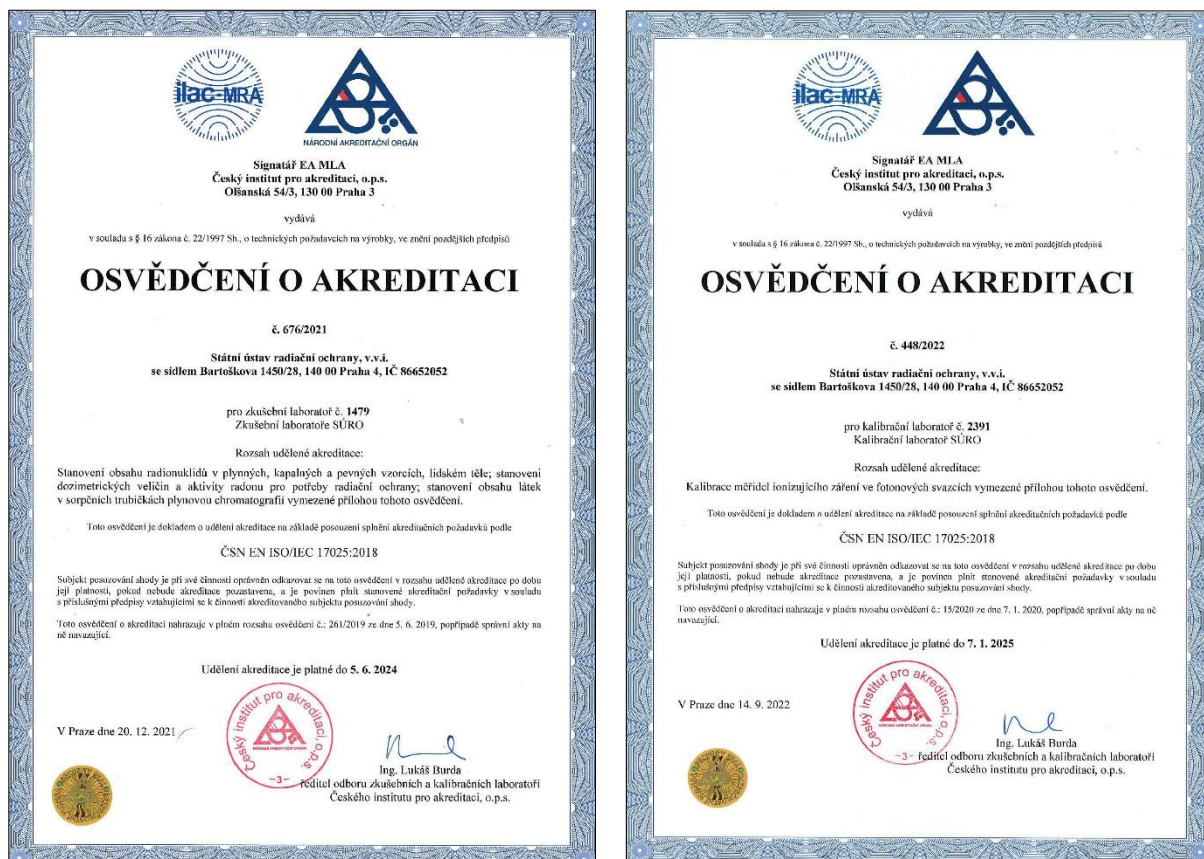 ilac-MRA
NÁRODNÍ AKREDITAČNÍ ORGÁN
Signatář EA MLA
Český institut pro akreditaci, o.p.s.
Olšanská 54/3, 130 00 Praha 3
vydává
v souladu s § 16 zákona č. 22/1997 Sb., o technických požadavcích na výrobky, ve znění pozdějších předpisů
OSVĚDČENÍ O AKREDITACI
č. 676/2021
Státní ústav radiační ochrany, v.v.i.
se sídlem Bartoškova 1450/28, 140 00 Praha 4, IČ 86652052
pro zkušební laboratoř č. 1479
Zkušební laboratoře SÚRO
Rozsah udělené akreditace:
Stanovení obsahu radionuklidů v plynných, kapalných a pevných vzorcích, lidském těle; stanovení
dozimetrických veličin a aktivity radonu pro potřeby radiační ochrany; stanovení obsahu látek
v sorpčních trubičkách plynovou chromatografií vymezené přílohou tohoto osvědčení.
Toto osvědčení je dokladem o udělení akreditace na základě posouzení splnění akreditačních požadavků podle
ČSN EN ISO/IEC 17025:2018
Subjekt posuzování shody je při své činnosti oprávněn odkazovat se na toto osvědčení v rozsahu udělené akreditace po dobu
její platnosti, pokud nebude akreditace pozastavena, a je povinen plnit stanovené akreditační požadavky v souladu
s příslušnými předpisy vztahujícími se k činnosti akreditovaného subjektu posuzování shody.
Toto osvědčení o akreditaci nahrazuje v plném rozsahu osvědčení č.: 261/2019 ze dne 5. 6. 2019, popřípadě správní akty na
ně navazující.
Udělení akreditace je platné do 5. 6. 2024
Český institut pro akreditaci, o.p.s.
NÁRODNÍ AKREDITAČNÍ ORGÁN
-3-
V Praze dne 20. 12. 2021
Ing. Lukáš Burda
ředitel odboru zkušebních a kalibračních laboratoří
Českého institutu pro akreditaci, o.p.s.
ilac-MRA
Signatář EA MLA
Český institut pro akreditaci, o.p.s.
Olšanská 54/3, 130 00 Praha 3
vydává
v souladu s § 16 zákona č. 22/1997 Sb., o technických požadavcích na výrobky, ve znění pozdějších předpisů
OSVĚDČENÍ O AKREDITACI
č. 448/2022
Státní ústav radiační ochrany, v.v.i.
se sídlem Bartoškova 1450/28, 140 00 Praha 4, IČ 86652052
pro kalibrační laboratoř č. 2391
Kalibrační laboratoř SÚRO
Rozsah udělené akreditace:
Kalibrace měřidel ionizujícího záření ve fotonových svazcích vymezené přílohou tohoto osvědčení.
Toto osvědčení je dokladem o udělení akreditace na základě posouzení splnění akreditačních požadavků podle
ČSN EN ISO/IEC 17025:2018
Subjekt posuzování shody je při své činnosti oprávněn odkazovat se na toto osvědčení v rozsahu udělené akreditace po dobu
její platnosti, pokud nebude akreditace pozastavena, a je povinen plnit stanovené akreditační požadavky v souladu
s příslušnými předpisy vztahujícími se k činnosti akreditovaného subjektu posuzování shody.
Toto osvědčení o akreditaci nahrazuje v plném rozsahu osvědčení č.: 15/2020 ze dne 7. 1. 2020, popřípadě správní akty na ně
navazující.
Udělení akreditace je platné do 7. 1. 2025
Český institut pro akreditaci, o.p.s.
NÁRODNÍ AKREDITAČNÍ ORGÁN
-3-
V Praze dne 14. 9. 2022
Ing. Lukáš Burda
ředitel odboru zkušebních a kalibračních laboratoří
Českého institutu pro akreditaci, o.p.s.